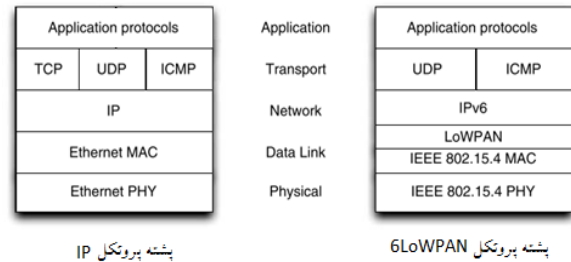 Application protocols Application Application protocols
TCP UDP ICMP Transport UDP ICMP
IP Network IPv6
LoWPAN
Ethernet MAC Data Link IEEE 802.15.4 MAC
Ethernet PHY Physical IEEE 802.15.4 PHY
پشته پروتکل IP پشته پروتکل 6LoWPAN